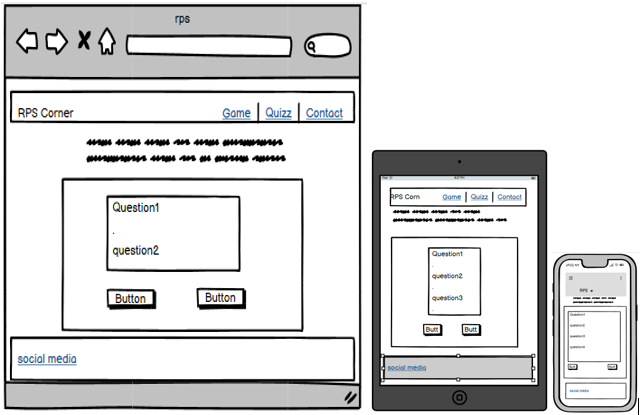 rps
RPS Corner
Game | Quizz | Contact
Question1
.
question2
Button Button
social media
RPS Corn
Game | Quizz | Contact
Question1
question2
.
question3
Butt Butt
social media
RPS
Question1
question2
question3
question4
social media